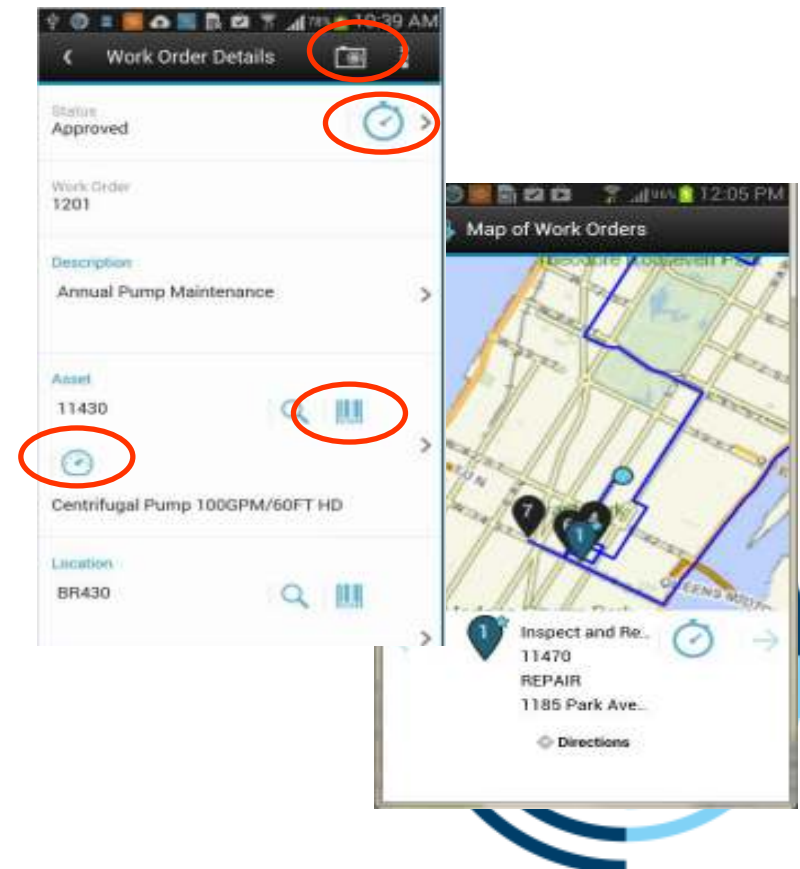 10:39 AM
Work Order Details
Status
Approved
Work Order
1201
Description
Annual Pump Maintenance
Asset
11430
Centrifugal Pump 100GPM/60FT HD
Location
BR430
12:05 PM
Map of Work Orders
7
1
QUEENS
1
Inspect and Re..
11470
REPAIR
1185 Park Ave..
Directions